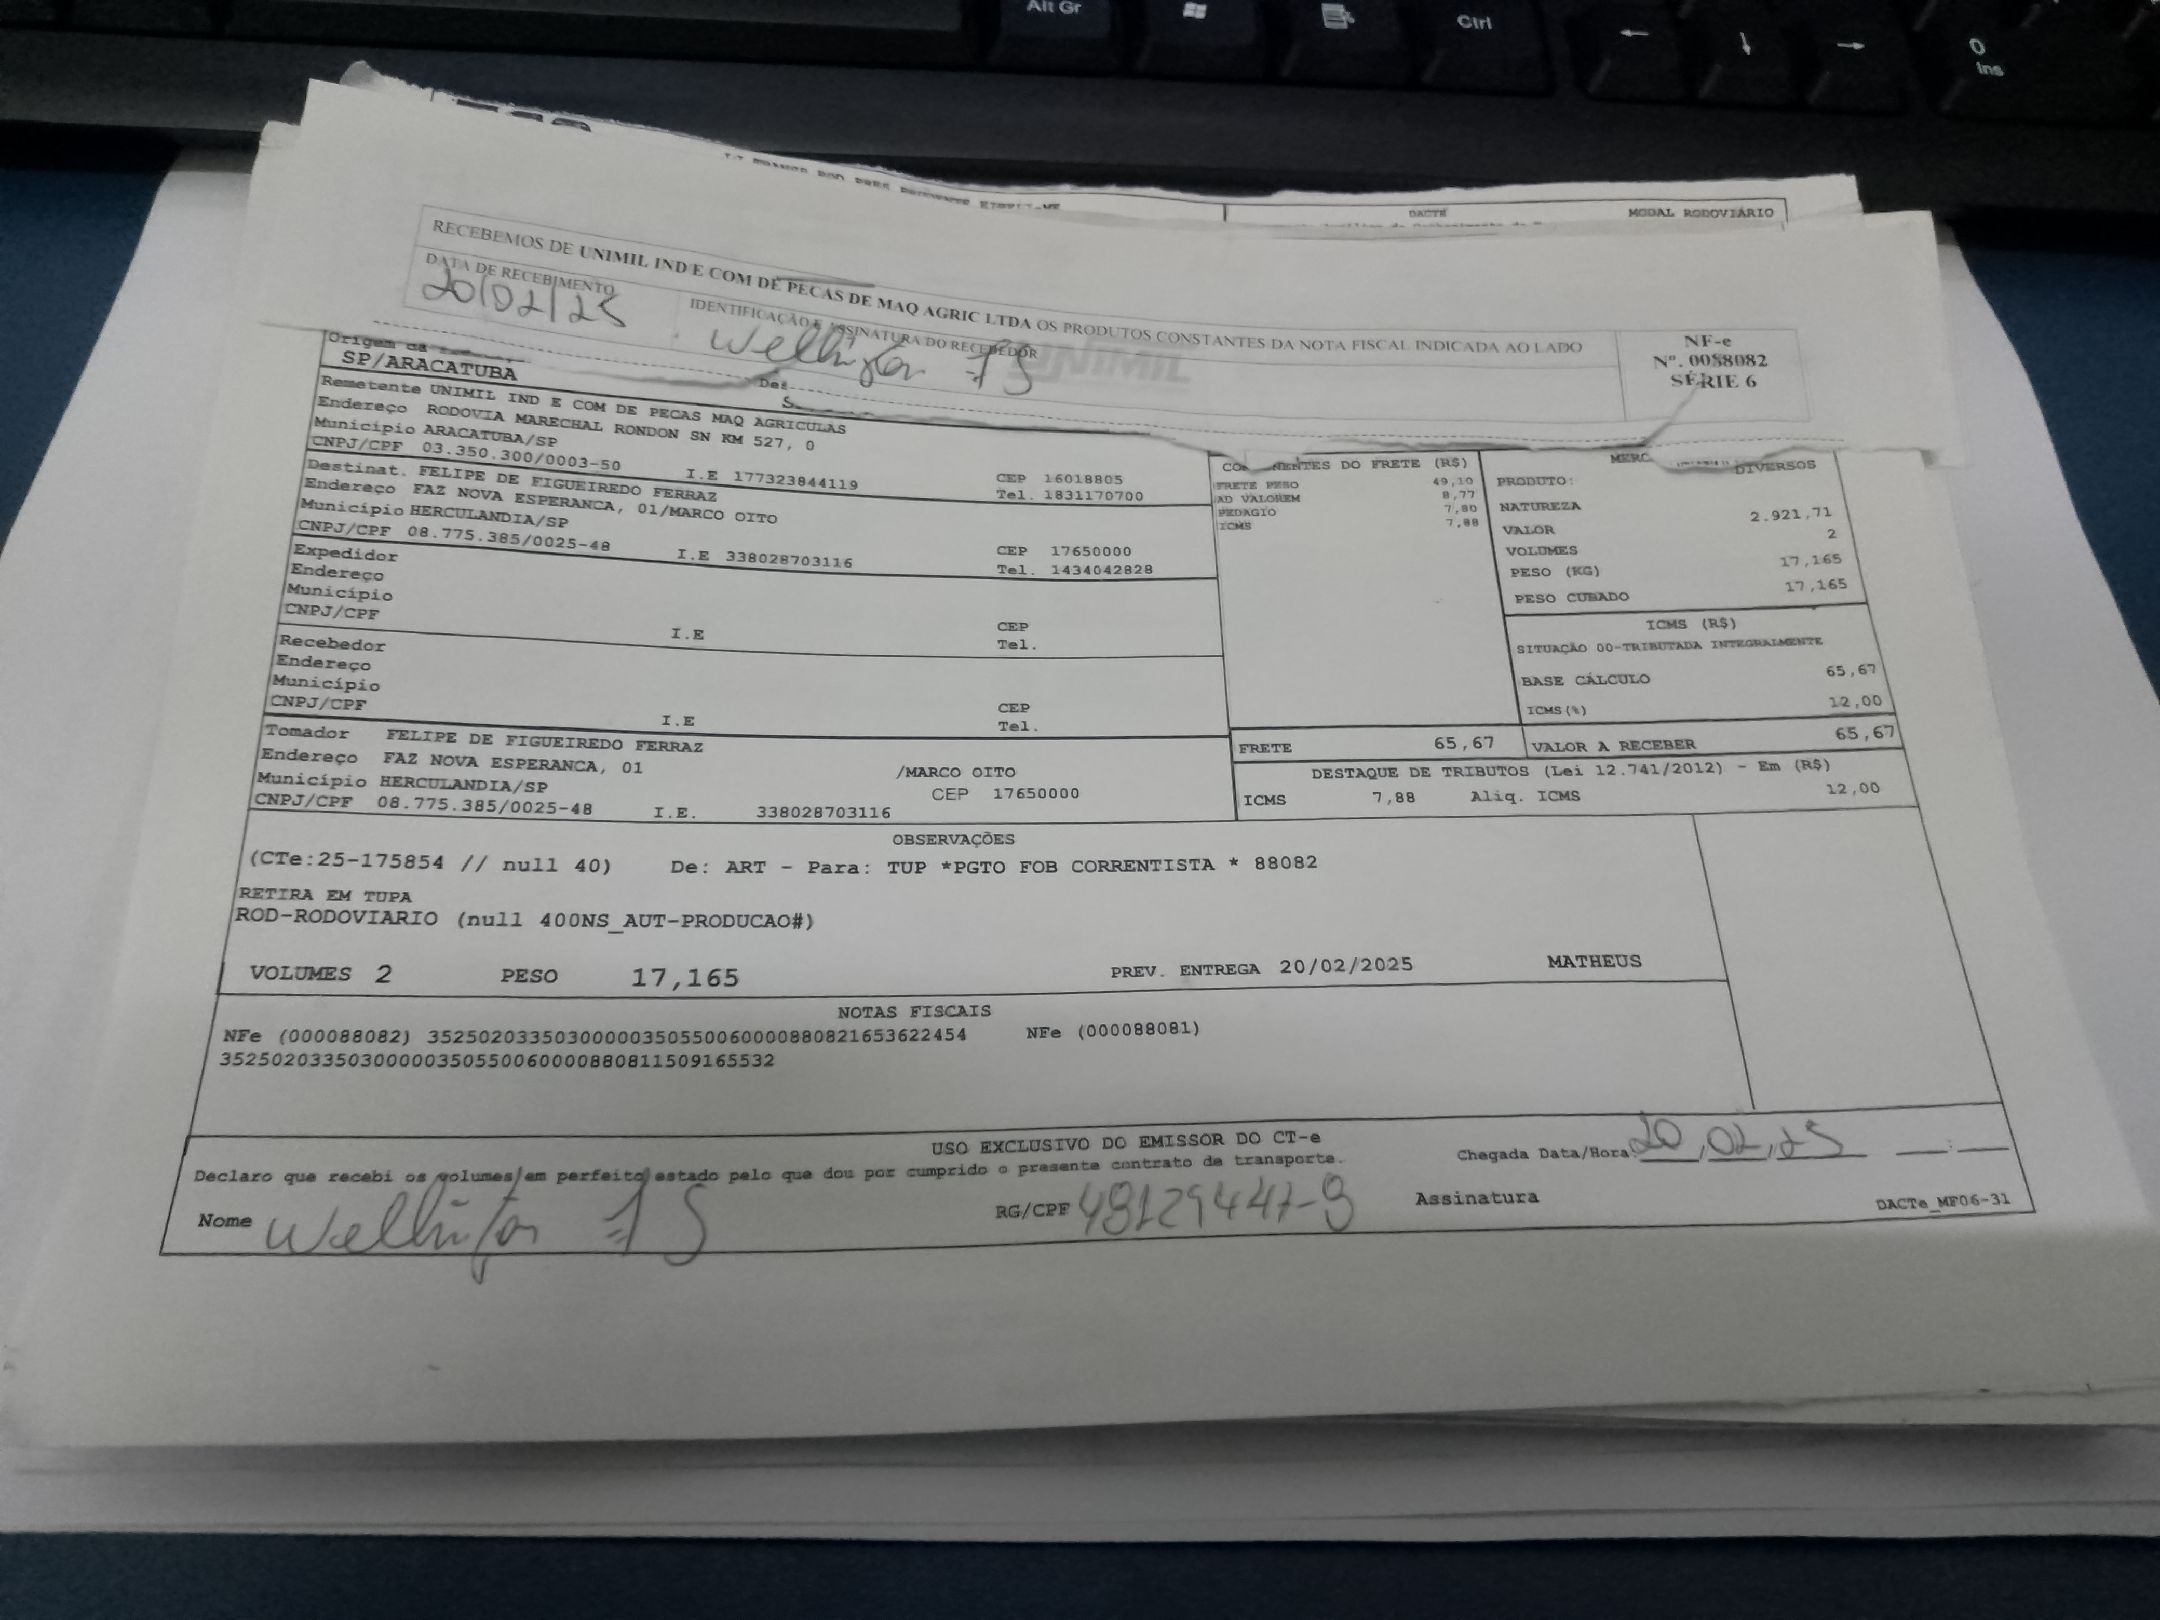 Alt Gr
Ctrl
←
↓
→
0
Ins
DACTE
MODAL RODOVIÁRIO
RECEBEMOS DE UNIMIL IND E COM DE PECAS DE MAQ AGRIC LTDA OS PRODUTOS CONSTANTES DA NOTA FISCAL INDICADA AO LADO
DATA DE RECEBIMENTO
20/02/25
IDENTIFICAÇÃO E ASSINATURA DO RECEBEDOR
UNIMIL
NF-e
Nº. 0088082
SÉRIE 6
Origem da
SP/ARACATUBA
Remetente UNIMIL IND E COM DE PECAS MAQ AGRICULAS
Endereço RODOVIA MARECHAL RONDON SN KM 527, 0
Município ARACATUBA/SP
CNPJ/CPF 03.350.300/0003-50 I.E 177323844119
CEP 16018805
Tel. 1831170700
Destinat. FELIPE DE FIGUEIREDO FERRAZ
Endereço FAZ NOVA ESPERANCA, 01/MARCO OITO
Município HERCULANDIA/SP
CNPJ/CPF 08.775.385/0025-48 I.E 338028703116
CEP 17650000
Tel. 1434042828
Expedidor
Endereço
Município
CNPJ/CPF I.E
CEP
Tel.
Recebedor
Endereço
Município
CNPJ/CPF I.E
CEP
Tel.
Tomador FELIPE DE FIGUEIREDO FERRAZ
Endereço FAZ NOVA ESPERANCA, 01 /MARCO OITO
Município HERCULANDIA/SP CEP 17650000
CNPJ/CPF 08.775.385/0025-48 I.E. 338028703116
DO FRETE (R$)
FRETE PESO 49,10
AD VALOREM 8,77
PEDAGIO 7,80
ICMS 7,88
DIVERSOS
PRODUTO:
NATUREZA
VALOR 2.921,71
VOLUMES 2
PESO (KG) 17,165
PESO CUBADO 17,165
ICMS (R$)
SITUAÇÃO 00-TRIBUTADA INTEGRALMENTE
BASE CÁLCULO 65,67
ICMS(%) 12,00
FRETE 65,67 VALOR A RECEBER 65,67
DESTAQUE DE TRIBUTOS (Lei 12.741/2012) - Em (R$)
ICMS 7,88 Aliq. ICMS 12,00
OBSERVAÇÕES
(CTe:25-175854 // null 40) De: ART - Para: TUP *PGTO FOB CORRENTISTA * 88082
RETIRA EM TUPA
ROD-RODOVIARIO (null 400NS_AUT-PRODUCAO#)
VOLUMES 2 PESO 17,165 PREV. ENTREGA 20/02/2025 MATHEUS
NOTAS FISCAIS
NFe (000088082) 35250203350300000350550060000880821653622454 NFe (000088081)
35250203350300000350550060000880811509165532
USO EXCLUSIVO DO EMISSOR DO CT-e
Declaro que recebi os volumes em perfeito estado pelo que dou por cumprido o presente contrato de transporte.
Chegada Data/Hora: 20,02,25
Nome
RG/CPF
Assinatura
DACTe_MF06-31